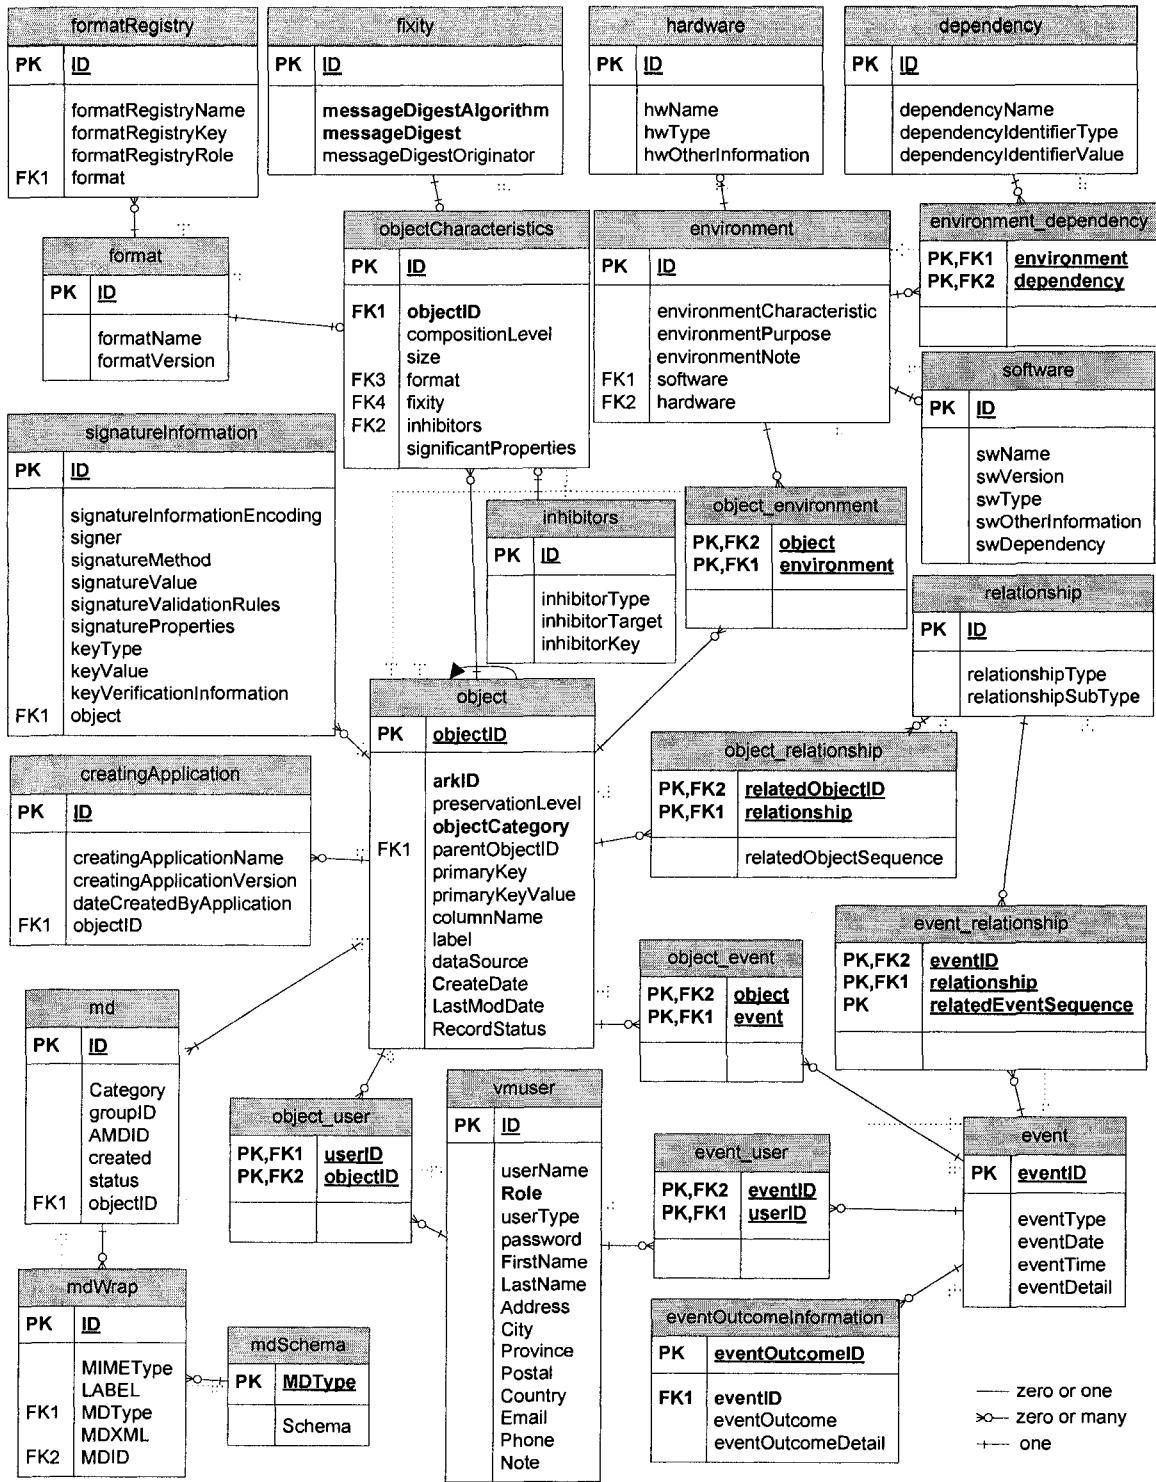 formatRegistry
PK ID
formatRegistryName
formatRegistryKey
formatRegistryRole
FK1 format
fixity
PK ID
messageDigestAlgorithm
messageDigest
messageDigestOriginator
hardware
PK ID
hwName
hwType
hwOtherInformation
dependency
PK ID
dependencyName
dependencyIdentifierType
dependencyIdentifierValue
format
PK ID
formatName
formatVersion
objectCharacteristics
PK ID
FK1 objectID
compositionLevel
size
FK3 format
FK4 fixity
FK2 inhibitors
significantProperties
environment
PK ID
environmentCharacteristic
environmentPurpose
environmentNote
FK1 software
FK2 hardware
environment_dependency
PK,FK1 environment
PK,FK2 dependency
software
PK ID
swName
swVersion
swType
swOtherInformation
swDependency
signatureInformation
PK ID
signatureInformationEncoding
signer
signatureMethod
signatureValue
signatureValidationRules
signatureProperties
keyType
keyValue
keyVerificationInformation
FK1 object
inhibitors
PK ID
inhibitorType
inhibitorTarget
inhibitorKey
object_environment
PK,FK2 object
PK,FK1 environment
relationship
PK ID
relationshipType
relationshipSubType
object
PK objectID
arkID
preservationLevel
objectCategory
FK1 parentObjectID
primaryKey
primaryKeyValue
columnName
label
dataSource
CreateDate
LastModDate
RecordStatus
object_relationship
PK,FK2 relatedObjectID
PK,FK1 relationship
relatedObjectSequence
creatingApplication
PK ID
creatingApplicationName
creatingApplicationVersion
dateCreatedByApplication
FK1 objectID
event_relationship
PK,FK2 eventID
PK,FK1 relationship
PK relatedEventSequence
object_event
PK,FK2 object
PK,FK1 event
md
PK ID
Category
groupID
AMDID
created
status
FK1 objectID
object_user
PK,FK1 userID
PK,FK2 objectID
vmuser
PK ID
userName
Role
userType
password
FirstName
LastName
Address
City
Province
Postal
Country
Email
Phone
Note
event_user
PK,FK2 eventID
PK,FK1 userID
event
PK eventID
eventType
eventDate
eventTime
eventDetail
mdWrap
PK ID
MIMEType
LABEL
FK1 MDType
MDXML
FK2 MDID
mdSchema
PK MDType
Schema
eventOutcomeInformation
PK eventOutcomeID
FK1 eventID
eventOutcome
eventOutcomeDetail
zero or one
zero or many
one